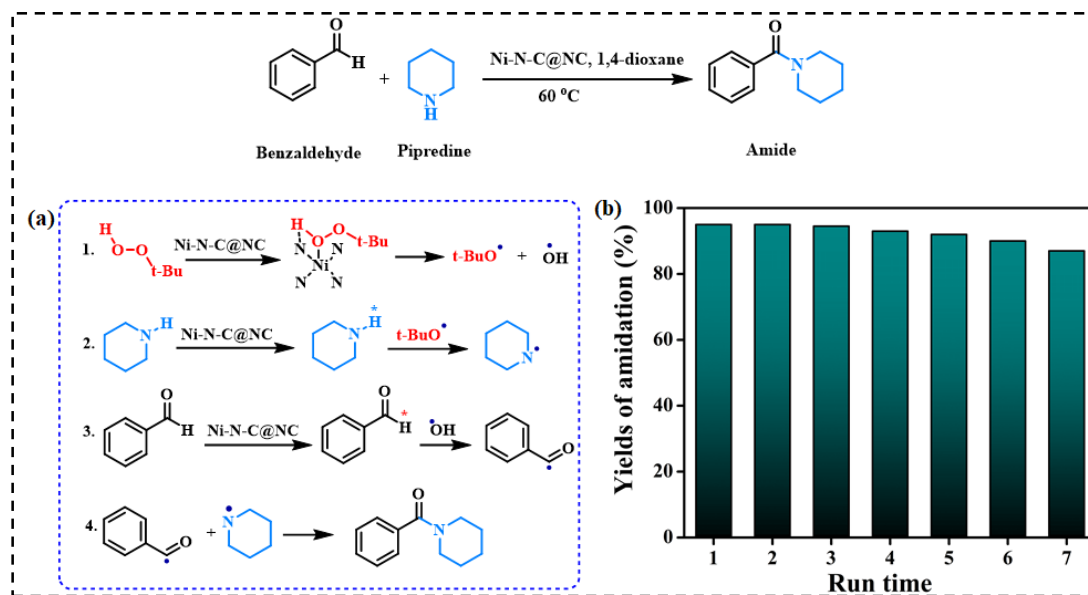 O
H
+
N
H
Ni-N-C@NC, 1,4-dioxane
60 °C
O
N
Benzaldehyde
Pipredine
Amide
(a)
1.
H
O
O
t-Bu
Ni-N-C@NC
H
O
O
t-Bu
N
N
Ni
N
N
t-BuO•
+
•OH
2.
N
H
Ni-N-C@NC
*
H
N
t-BuO•
N•
3.
O
H
Ni-N-C@NC
O
*
H
•OH
O
4.
O
+
N
O
N
(b)
Yields of amidation (%)
100
80
60
40
20
0
1 2 3 4 5 6 7
Run time